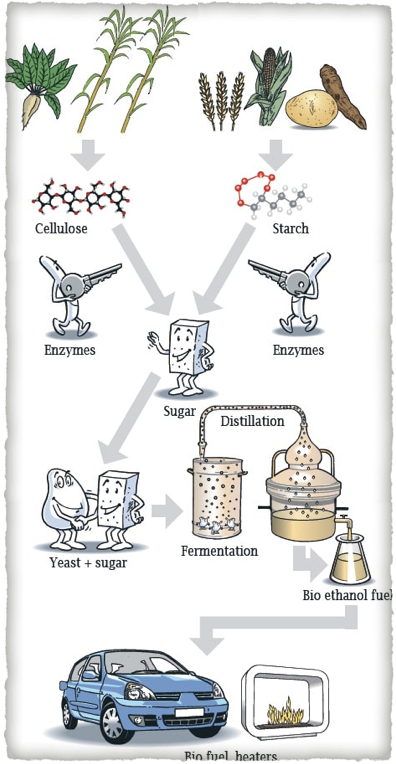 Cellulose
Starch
Enzymes
Enzymes
Sugar
Distillation
Yeast + sugar
Fermentation
Bio ethanol fuel
Bio fuel heaters